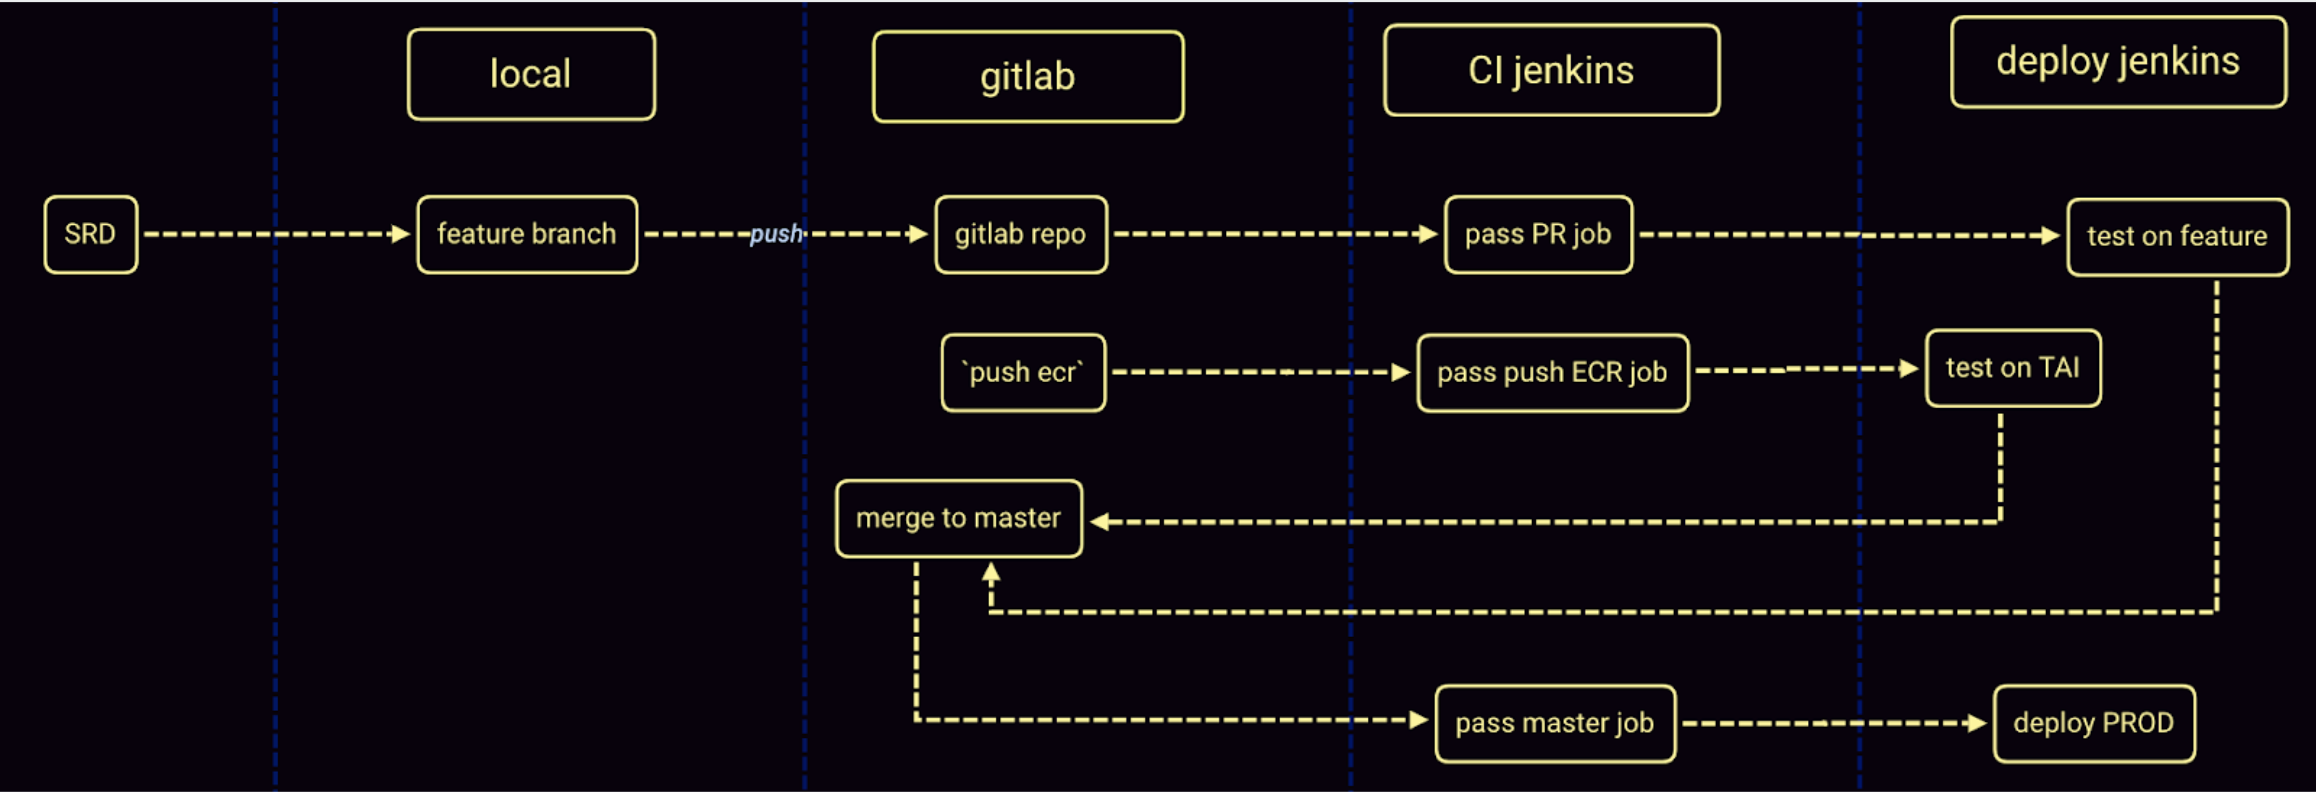 local
gitlab
CI jenkins
deploy jenkins
SRD
feature branch
push
gitlab repo
pass PR job
test on feature
`push ecr`
pass push ECR job
test on TAI
merge to master
pass master job
deploy PROD